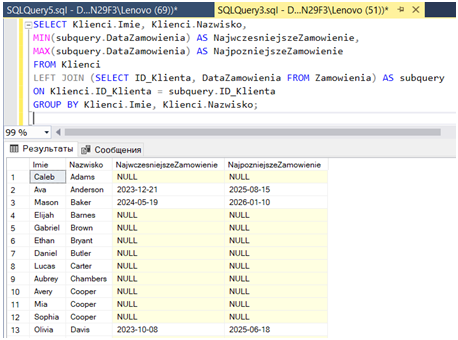 SQLQuery5.sql - D...N29F3\Lenovo (69))*
SQLQuery3.sql - D...N29F3\Lenovo (51))*
SELECT Klienci.Imie, Klienci.Nazwisko,
MIN(subquery.DataZamowienia) AS NajwczesniejszeZamowienie,
MAX(subquery.DataZamowienia) AS NajpozniejszeZamowienie
FROM Klienci
LEFT JOIN (SELECT ID_Klienta, DataZamowienia FROM Zamowienia) AS subquery
ON Klienci.ID_Klienta = subquery.ID_Klienta
GROUP BY Klienci.Imie, Klienci.Nazwisko;
99 %
Результаты Сообщения
Imie Nazwisko NajwczesniejszeZamowienie NajpozniejszeZamowienie
1 Caleb Adams NULL NULL
2 Ava Anderson 2023-12-21 2025-08-15
3 Mason Baker 2024-05-19 2026-01-10
4 Elijah Barnes NULL NULL
5 Gabriel Brown NULL NULL
6 Ethan Bryant NULL NULL
7 Daniel Butler NULL NULL
8 Lucas Carter NULL NULL
9 Aubrey Chambers NULL NULL
10 Avery Cooper NULL NULL
11 Mia Cooper NULL NULL
12 Sophia Cooper NULL NULL
13 Olivia Davis 2023-10-08 2025-06-18